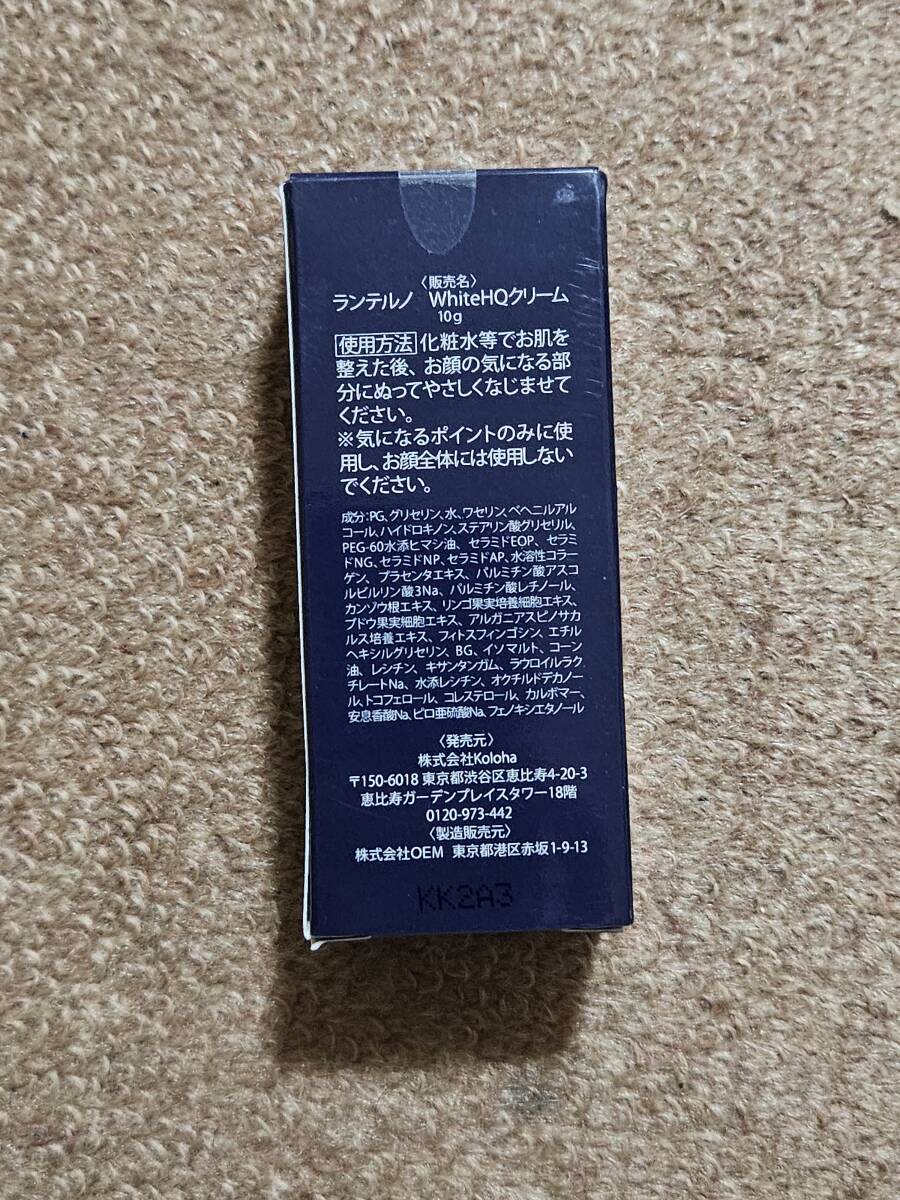 〈販売名〉
ランテルノ WhiteHQクリーム
10g
使用方法 化粧水等でお肌を
整えた後、お顔の気になる部
分にぬってやさしくなじませて
ください。
※気になるポイントのみに使
用し、お顔全体には使用しない
でください。
成分:PG、グリセリン、水、ワセリン、ベヘニルアル
コール、ハイドロキノン、ステアリン酸グリセリル、
PEG-60水添ヒマシ油、セラミドEOP、セラミ
ドNG、セラミドNP、セラミドAP、水溶性コラー
ゲン、プラセンタエキス、パルミチン酸アスコ
ルビルリン酸3Na、パルミチン酸レチノール、
カンゾウ根エキス、リンゴ果実培養細胞エキス、
ブドウ果実細胞エキス、アルガニアスピノサカ
ルス培養エキス、フィトスフィンゴシン、エチル
ヘキシルグリセリン、BG、イソマルト、コーン
油、レシチン、キサンタンガム、ラウロイルラク
チレートNa、水添レシチン、オクチルドデカノー
ル、トコフェロール、コレステロール、カルボマー、
安息香酸Na、ピロ亜硫酸Na、フェノキシエタノール
〈発売元〉
株式会社Koloha
〒150-6018 東京都渋谷区恵比寿4-20-3
恵比寿ガーデンプレイスタワー18階
0120-973-442
〈製造販売元〉
株式会社OEM 東京都港区赤坂1-9-13
KK2A3